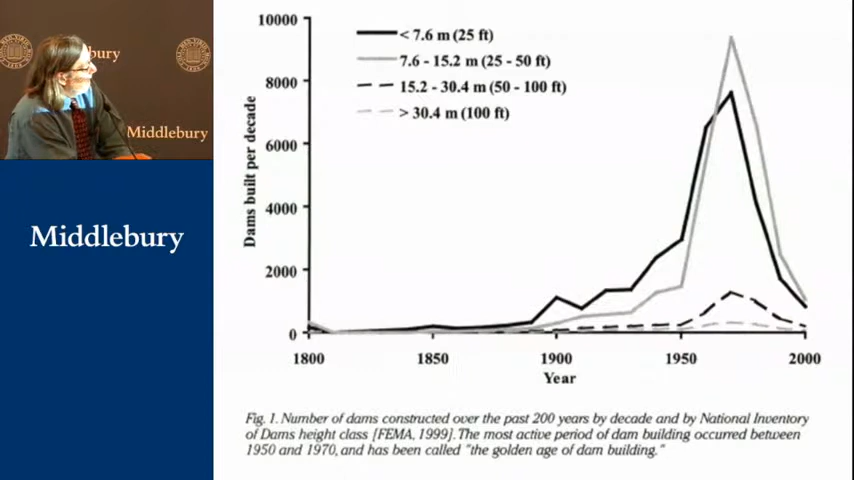 bury
Middlebury
Middlebury
10000
8000
6000
4000
2000
0
Dams built per decade
< 7.6 m (25 ft)
7.6 - 15.2 m (25 - 50 ft)
15.2 - 30.4 m (50 - 100 ft)
> 30.4 m (100 ft)
1800
1850
1900
1950
2000
Year
Fig. 1. Number of dams constructed over the past 200 years by decade and by National Inventory
of Dams height class [FEMA, 1999]. The most active period of dam building occurred between
1950 and 1970, and has been called "the golden age of dam building."